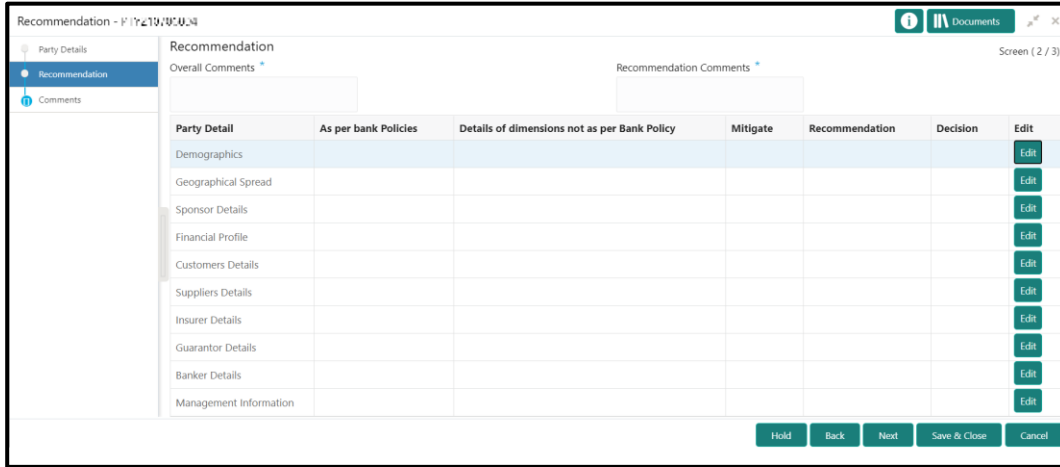 Recommendation -
Documents
Party Details
Recommendation
Comments
Recommendation
Screen ( 2 / 3)
Overall Comments *
Recommendation Comments *
Party Detail As per bank Policies Details of dimensions not as per Bank Policy Mitigate Recommendation Decision Edit
Demographics Edit
Geographical Spread Edit
Sponsor Details Edit
Financial Profile Edit
Customers Details Edit
Suppliers Details Edit
Insurer Details Edit
Guarantor Details Edit
Banker Details Edit
Management Information Edit
Hold Back Next Save & Close Cancel